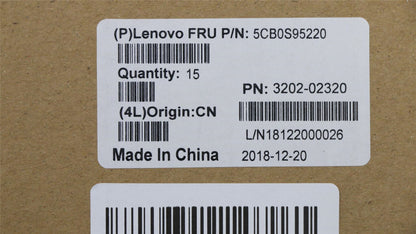 (P)Lenovo FRU P/N: 5CB0S95220
Quantity: 15
PN: 3202-02320
(4L)Origin:CN
L/N18122000026
Made In China
2018-12-20